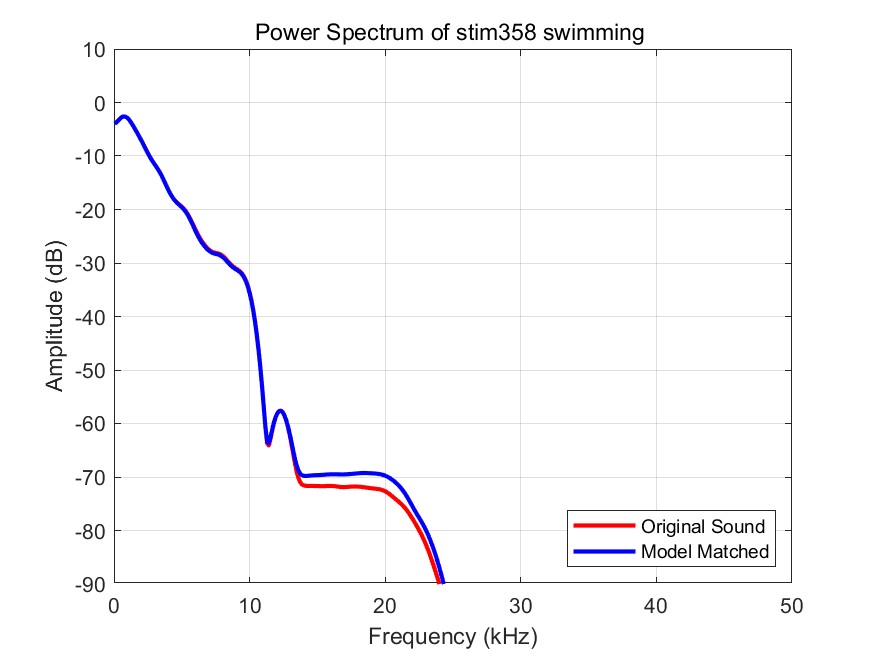 Power Spectrum of stim358 swimming
10
0
-10
-20
-30
-40
-50
-60
-70
-80
-90
Amplitude (dB)
Original Sound
Model Matched
0 10 20 30 40 50
Frequency (kHz)